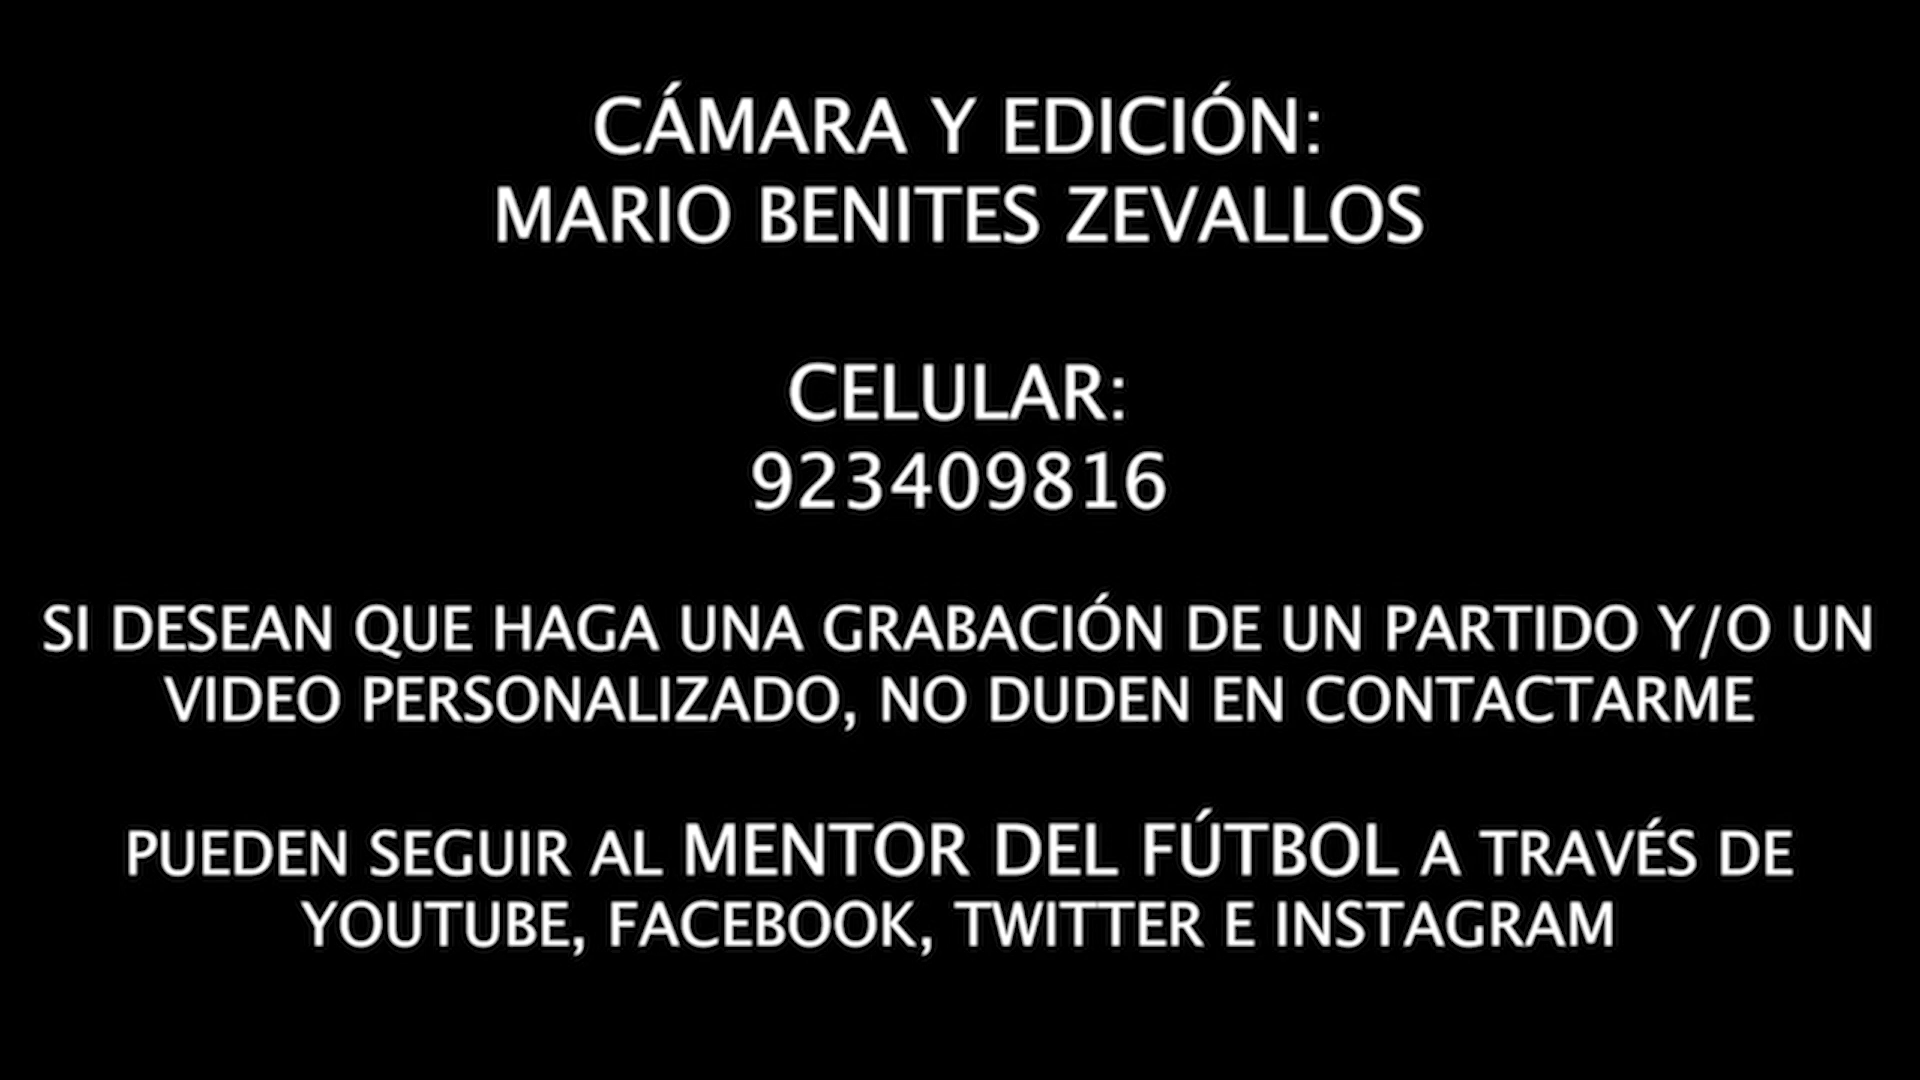 CÁMARA Y EDICIÓN:
MARIO BENITES ZEVALLOS
CELULAR:
923409816
SI DESEAN QUE HAGA UNA GRABACIÓN DE UN PARTIDO Y/O UN
VIDEO PERSONALIZADO, NO DUDEN EN CONTACTARME
PUEDEN SEGUIR AL MENTOR DEL FÚTBOL A TRAVÉS DE
YOUTUBE, FACEBOOK, TWITTER E INSTAGRAM